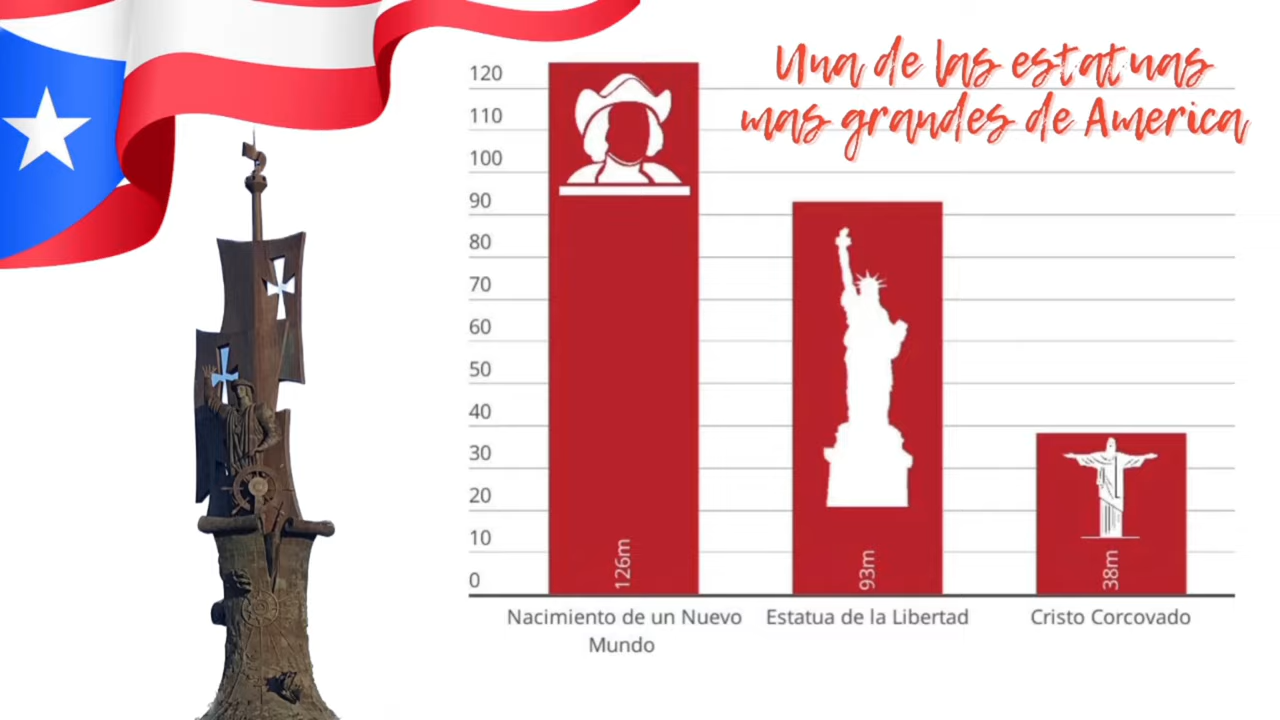 Una de las estatuas
mas grandes de America
120
110
100
90
80
70
60
50
40
30
20
10
0
126m
93m
38m
Nacimiento de un Nuevo
Mundo
Estatua de la Libertad
Cristo Corcovado